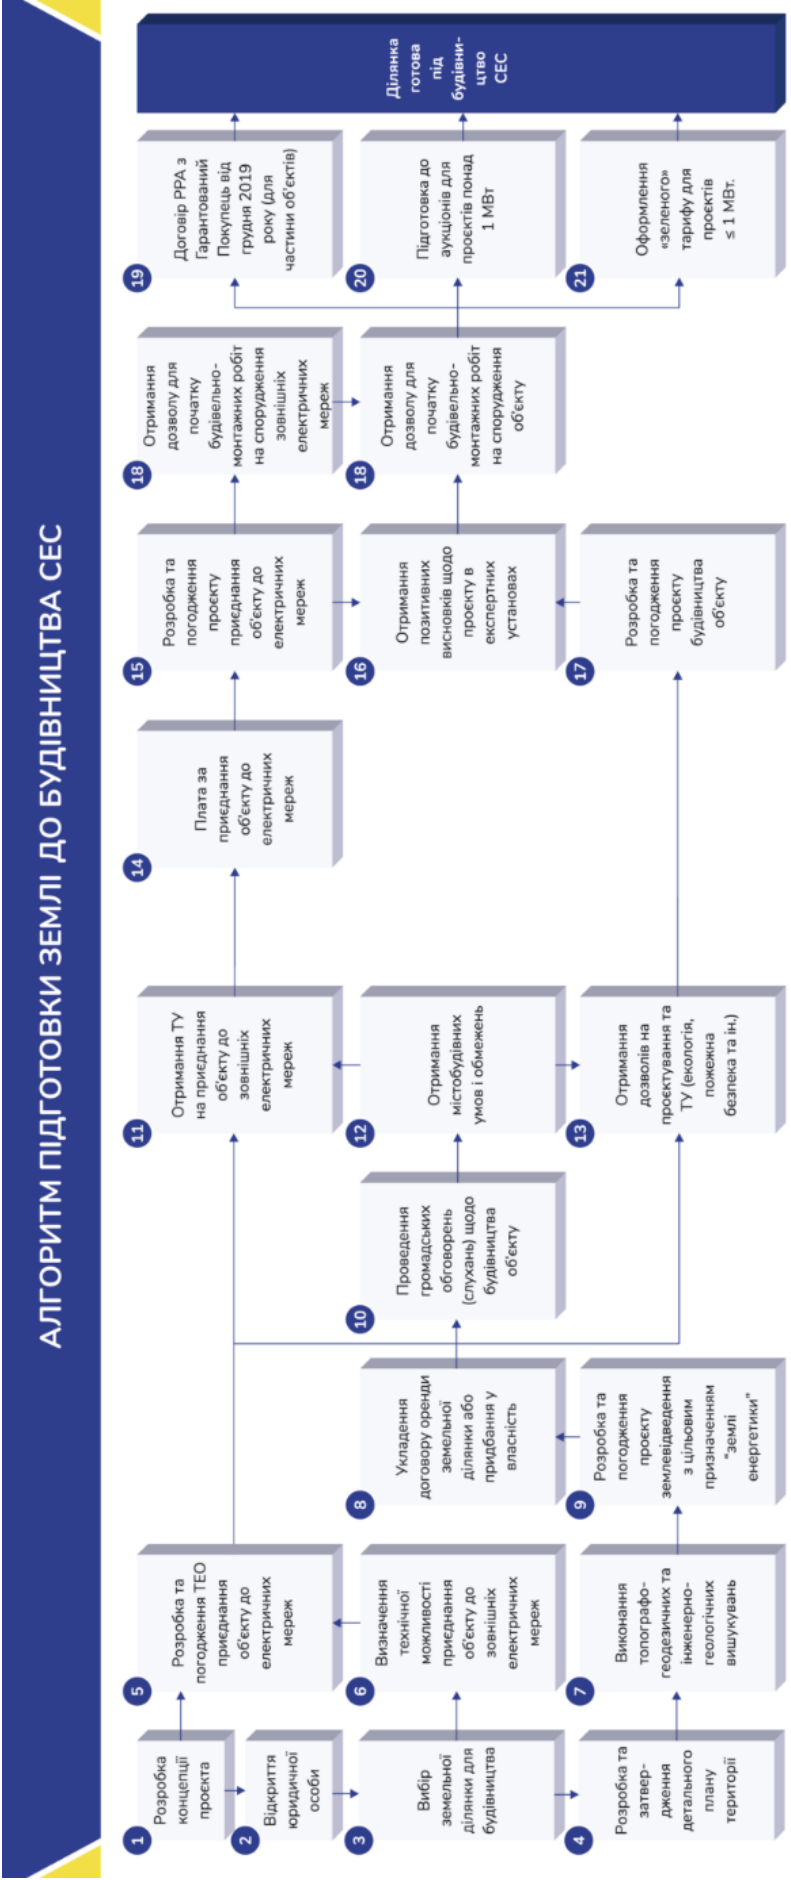 АЛГОРИТМ ПІДГОТОВКИ ЗЕМЛІ ДО БУДІВНИЦТВА СЕС
1
Розробка
концепції
проєкта
2
Відкриття
юридичної
особи
3
Вибір
земельної
ділянки для
будівництва
4
Розробка та
затвер-
дження
детального
плану
території
5
Розробка та
погодження ТЕО
приєднання
об'єкту до
електричних
мереж
6
Визначення
технічної
можливості
приєднання
об'єкту до
зовнішніх
електричних
мереж
7
Виконання
топографо-
геодезичних та
інженерно-
геологічних
вишукувань
8
Укладення
договору оренди
земельної
ділянки або
придбання у
власність
9
Розробка та
погодження
проєкту
землевідведення
з цільовим
призначенням
"землі
енергетики"
10
Проведення
громадських
обговорень
(слухань) щодо
будівництва
об'єкту
11
Отримання ТУ
на приєднання
об'єкту до
зовнішніх
електричних
мереж
12
Отримання
містобудівних
умов і обмежень
13
Отримання
дозволів на
проєктування та
ТУ (екологія,
пожежна
безпека та ін.)
14
Плата за
приєднання
об'єкту до
електричних
мереж
15
Розробка та
погодження
проєкту
приєднання
об'єкту до
електричних
мереж
16
Отримання
позитивних
висновків щодо
проєкту в
експертних
установах
17
Розробка та
погодження
проєкту
будівництва
об'єкту
18
Отримання
дозволу для
початку
будівельно-
монтажних робіт
на спорудження
зовнішніх
електричних
мереж
18
Отримання
дозволу для
початку
будівельно-
монтажних робіт
на спорудження
об'єкту
19
Договір РРА з
Гарантований
Покупець від
грудня 2019
року (для
частини об'єктів)
20
Підготовка до
аукціонів для
проєктів понад
1 МВт
21
Оформлення
«зеленого»
тарифу для
проєктів
≤ 1 МВт.
Ділянка
готова
під
будівни-
цтво
СЕС